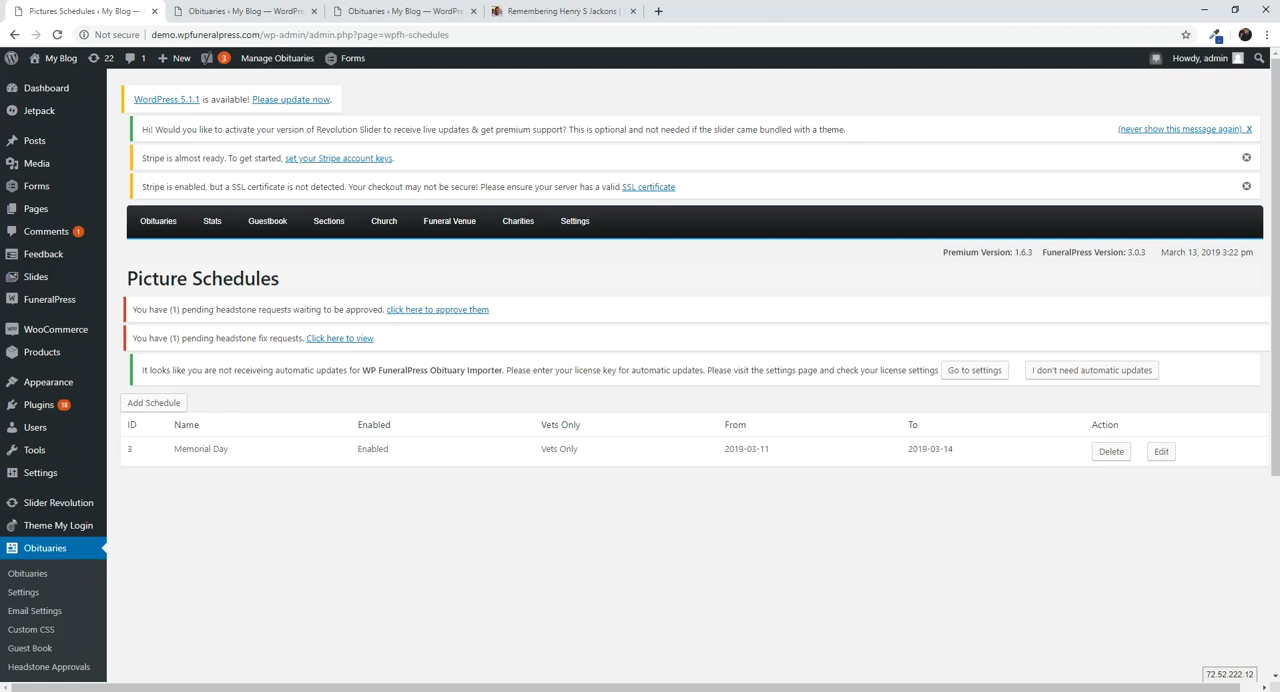 Pictures Schedules ‹ My Blog —
Obituaries ‹ My Blog — WordPre
Obituaries ‹ My Blog — WordPre
Remembering Henry S Jackons |
Not secure | demo.wpfuneralpress.com/wp-admin/admin.php?page=wpfh-schedules
My Blog 22 1 New 3 Manage Obituaries Forms Howdy, admin
Dashboard
Jetpack
Posts
Media
Forms
Pages
Comments 1
Feedback
Slides
FuneralPress
WooCommerce
Products
Appearance
Plugins 18
Users
Tools
Settings
Slider Revolution
Theme My Login
Obituaries
Obituaries
Settings
Email Settings
Custom CSS
Guest Book
Headstone Approvals
WordPress 5.1.1 is available! Please update now.
Hi! Would you like to activate your version of Revolution Slider to receive live updates & get premium support? This is optional and not needed if the slider came bundled with a theme. (never show this message again) X
Stripe is almost ready. To get started, set your Stripe account keys.
Stripe is enabled, but a SSL certificate is not detected. Your checkout may not be secure! Please ensure your server has a valid SSL certificate
Obituaries Stats Guestbook Sections Church Funeral Venue Charities Settings
Premium Version: 1.6.3 FuneralPress Version: 3.0.3 March 13, 2019 3:22 pm
Picture Schedules
You have (1) pending headstone requests waiting to be approved. click here to approve them
You have (1) pending headstone fix requests. Click here to view
It looks like you are not receiveing automatic updates for WP FuneralPress Obituary Importer. Please enter your license key for automatic updates. Please visit the settings page and check your license settings Go to settings I don't need automatic updates
Add Schedule
ID Name Enabled Vets Only From To Action
3 Memorial Day Enabled Vets Only 2019-03-11 2019-03-14 Delete Edit
72.52.222.12